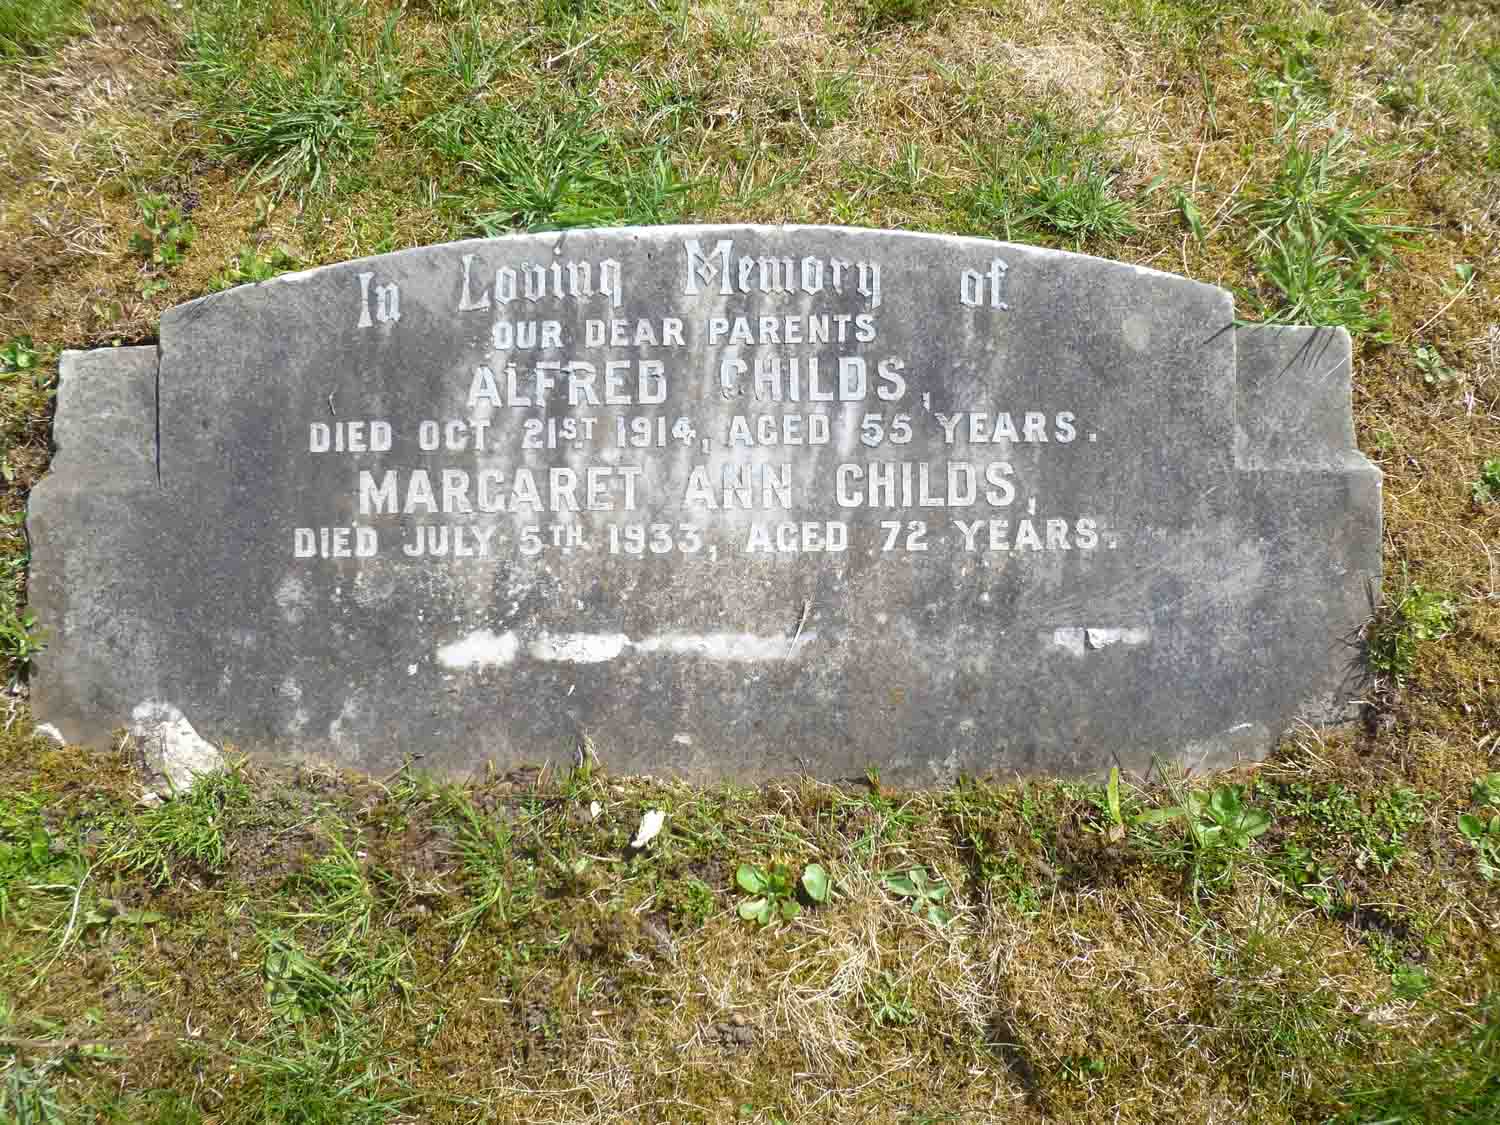 In Loving Memory of
OUR DEAR PARENTS
ALFRED CHILDS,
DIED OCT. 21ST 1914, AGED 55 YEARS.
MARGARET ANN CHILDS,
DIED JULY 5TH 1933, AGED 72 YEARS.